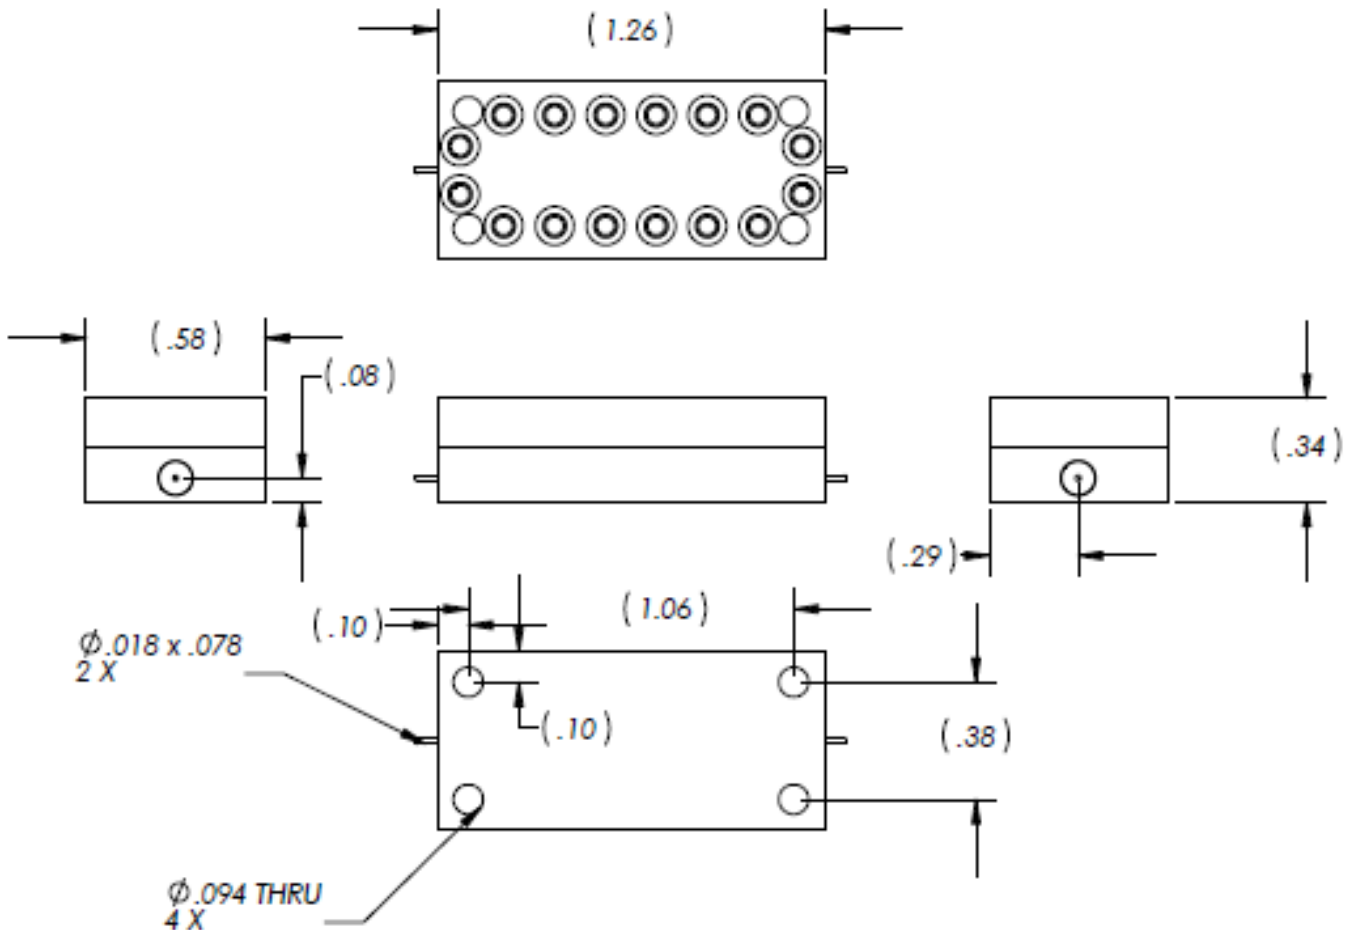 ( 1.26 )
( .58 )
( .08 )
( .34 )
( .29 )
( 1.06 )
( .10 )
Ø.018 x .078
2 X
( .10 )
( .38 )
Ø.094 THRU
4 X